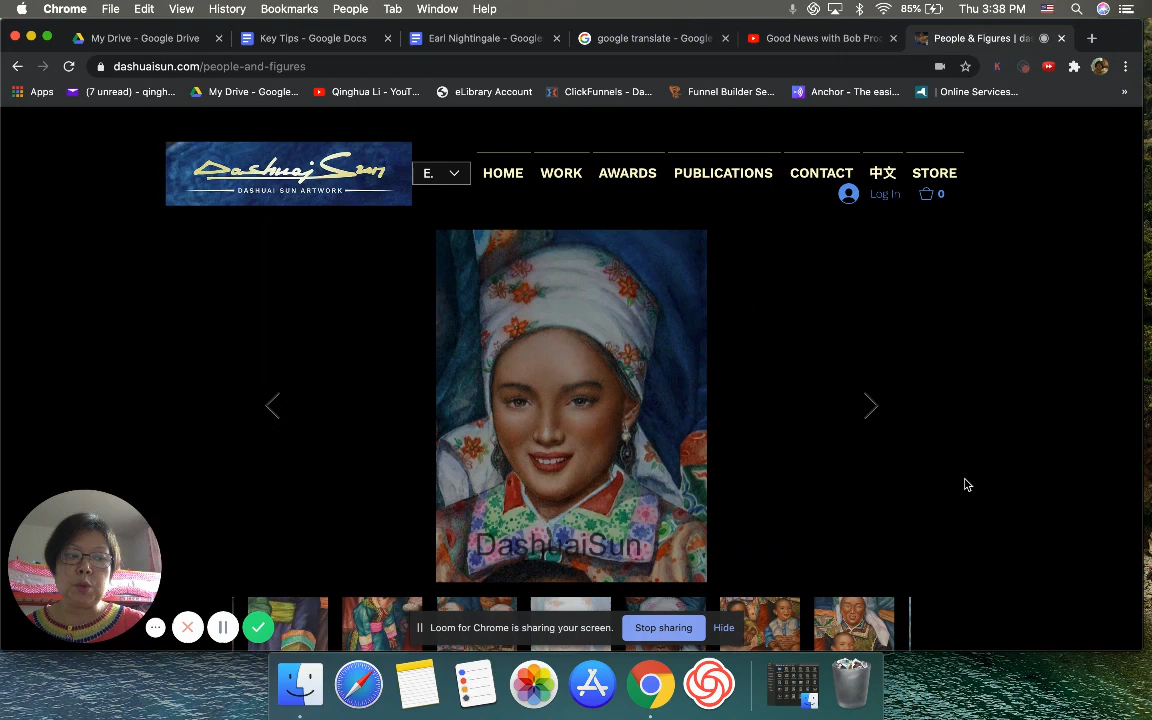 Chrome File Edit View History Bookmarks People Tab Window Help 85% Thu 3:38 PM
My Drive - Google Drive Key Tips - Google Docs Earl Nightingale - Google google translate - Google Good News with Bob Proc People & Figures | da
dashuaisun.com/people-and-figures
Apps (7 unread) - qingh... My Drive - Google... Qinghua Li - YouT... eLibrary Account ClickFunnels - Da... Funnel Builder Se... Anchor - The easi... | Online Services... »
Dashuai Sun
DASHUAI SUN ARTWORK
E. HOME WORK AWARDS PUBLICATIONS CONTACT 中文 STORE
Log In 0
DashuaiSun
Loom for Chrome is sharing your screen. Stop sharing Hide